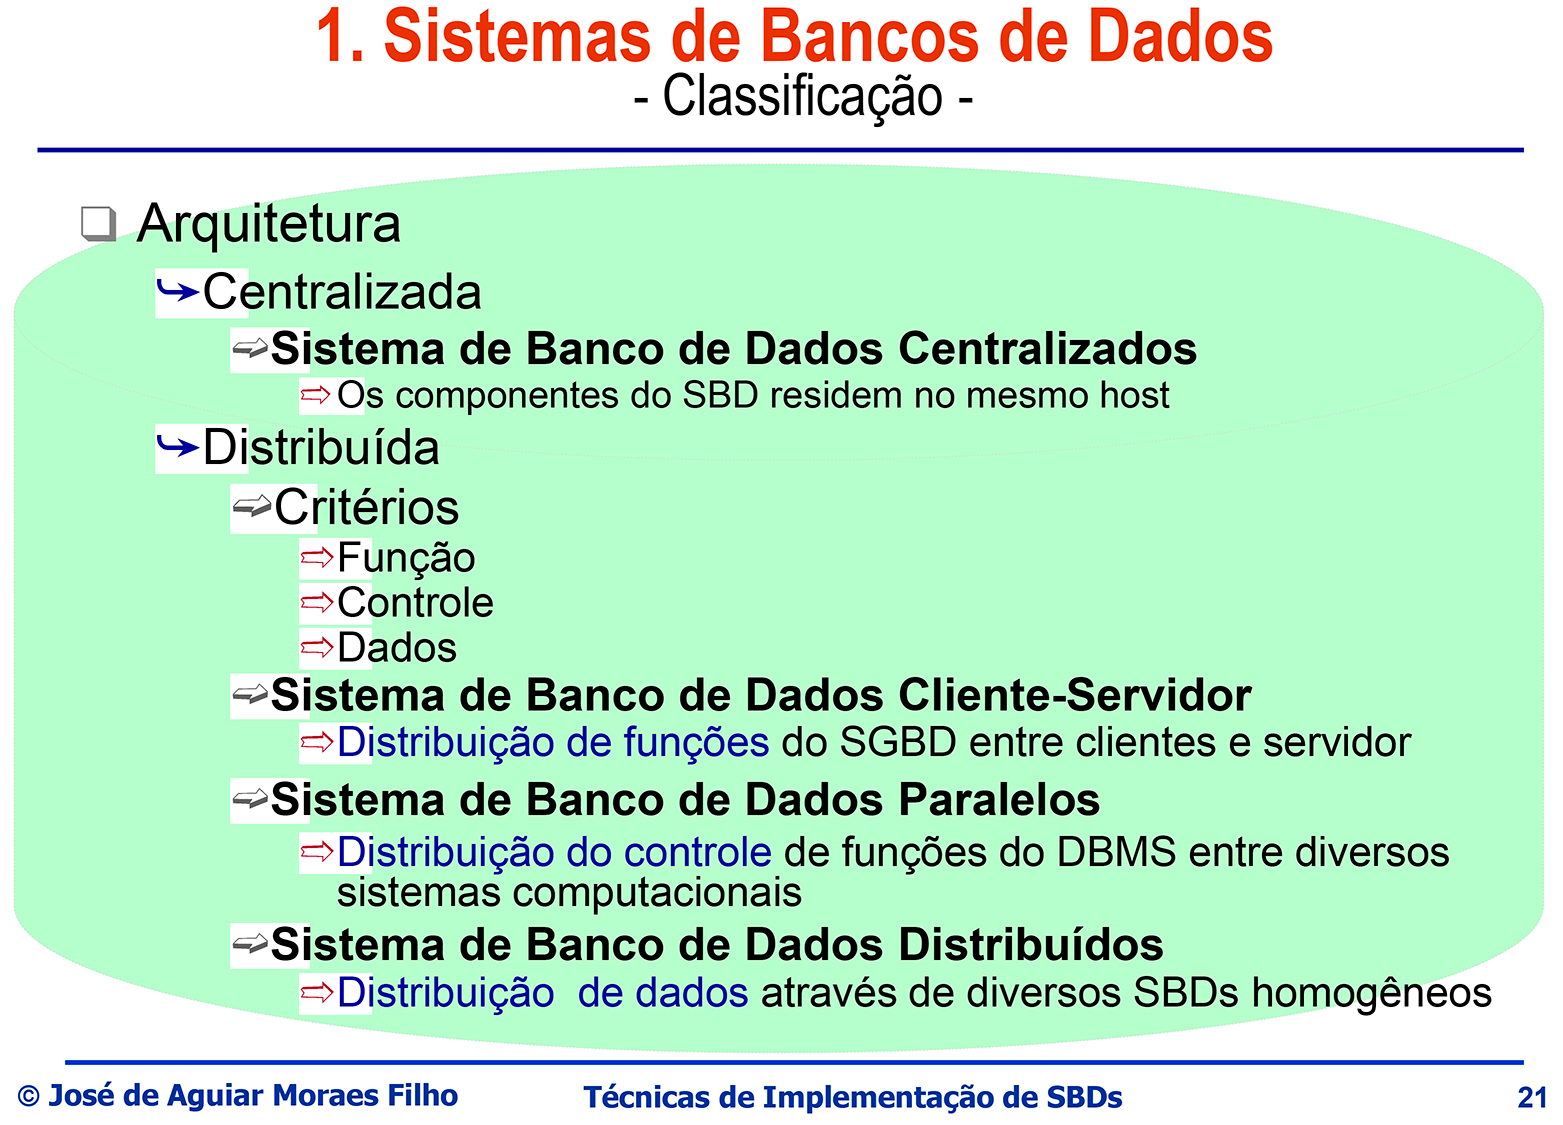 1. Sistemas de Bancos de Dados
- Classificação -
Arquitetura
Centralizada
Sistema de Banco de Dados Centralizados
Os componentes do SBD residem no mesmo host
Distribuída
Critérios
Função
Controle
Dados
Sistema de Banco de Dados Cliente-Servidor
Distribuição de funções do SGBD entre clientes e servidor
Sistema de Banco de Dados Paralelos
Distribuição do controle de funções do DBMS entre diversos
sistemas computacionais
Sistema de Banco de Dados Distribuídos
Distribuição de dados através de diversos SBDs homogêneos
© José de Aguiar Moraes Filho Técnicas de Implementação de SBDs 21